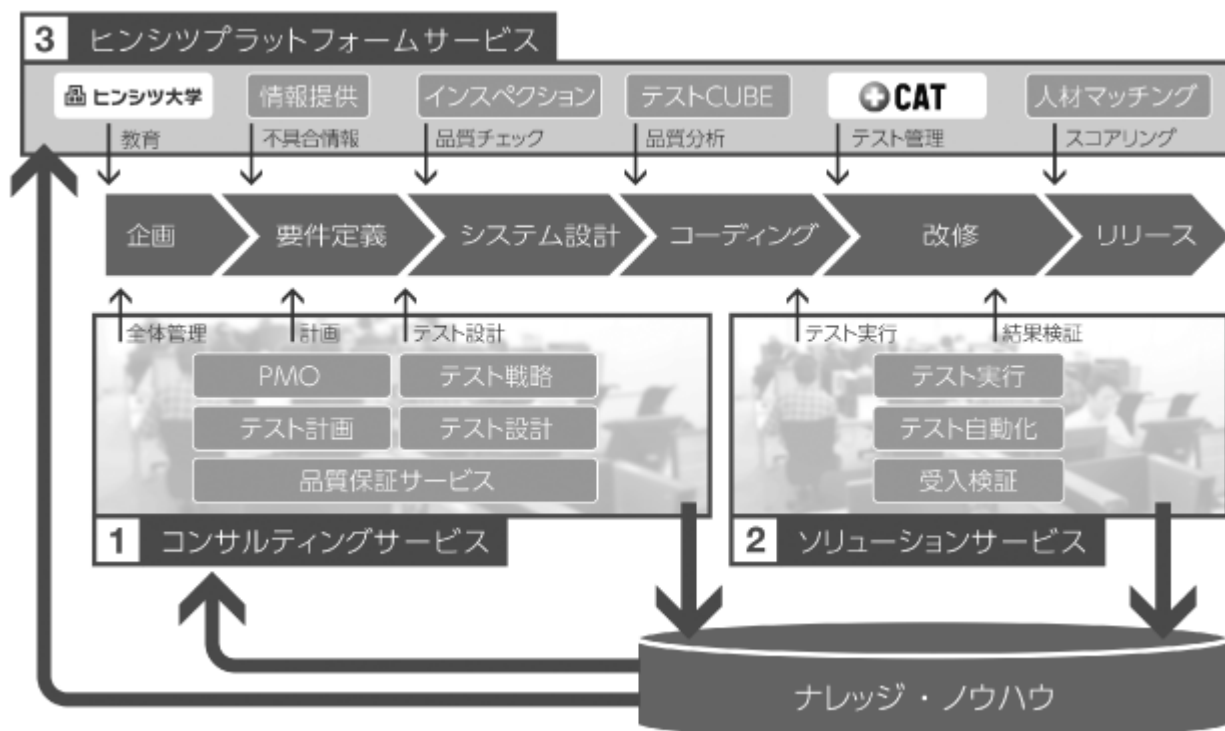 3 ヒンシツプラットフォームサービス
ヒンシツ大学 情報提供 インスペクション テストCUBE CAT 人材マッチング
教育 不具合情報 品質チェック 品質分析 テスト管理 スコアリング
企画 要件定義 システム設計 コーディング 改修 リリース
全体管理 計画 テスト設計
PMO テスト戦略
テスト計画 テスト設計
品質保証サービス
1 コンサルティングサービス
テスト実行 結果検証
テスト実行
テスト自動化
受入検証
2 ソリューションサービス
ナレッジ・ノウハウ